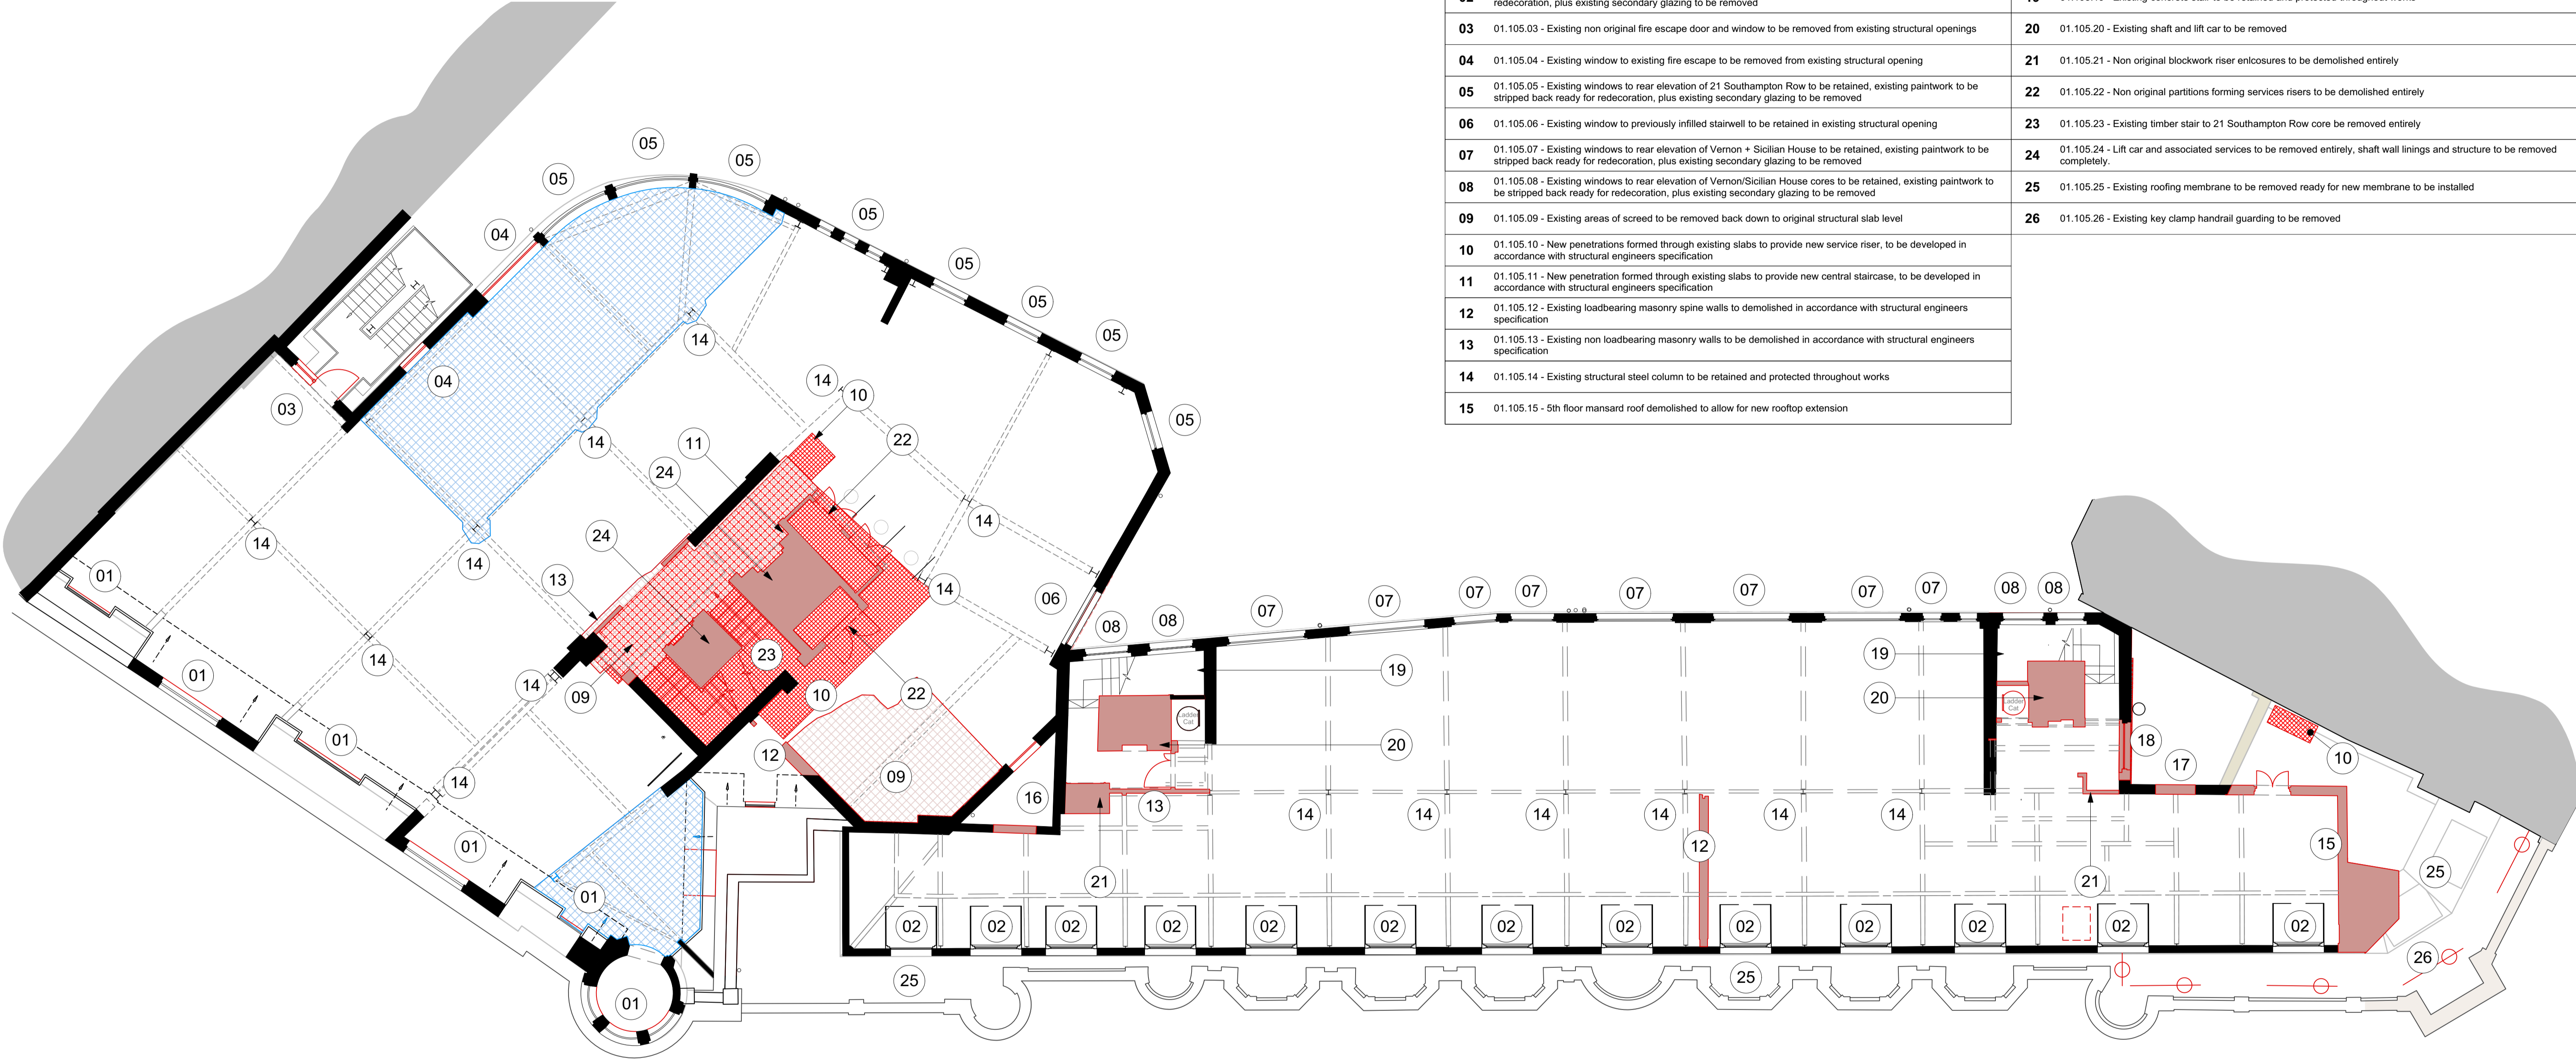 redecoration, plus existing secondary glazing to be removed
03 01.105.03 - Existing non original fire escape door and window to be removed from existing structural openings
04 01.105.04 - Existing window to existing fire escape to be removed from existing structural opening
05 01.105.05 - Existing windows to rear elevation of 21 Southampton Row to be retained, existing paintwork to be
stripped back ready for redecoration, plus existing secondary glazing to be removed
06 01.105.06 - Existing window to previously infilled stairwell to be retained in existing structural opening
07 01.105.07 - Existing windows to rear elevation of Vernon + Sicilian House to be retained, existing paintwork to be
stripped back ready for redecoration, plus existing secondary glazing to be removed
08 01.105.08 - Existing windows to rear elevation of Vernon/Sicilian House cores to be retained, existing paintwork to
be stripped back ready for redecoration, plus existing secondary glazing to be removed
09 01.105.09 - Existing areas of screed to be removed back down to original structural slab level
10 01.105.10 - New penetrations formed through existing slabs to provide new service riser, to be developed in
accordance with structural engineers specification
11 01.105.11 - New penetration formed through existing slabs to provide new central staircase, to be developed in
accordance with structural engineers specification
12 01.105.12 - Existing loadbearing masonry spine walls to demolished in accordance with structural engineers
specification
13 01.105.13 - Existing non loadbearing masonry walls to be demolished in accordance with structural engineers
specification
14 01.105.14 - Existing structural steel column to be retained and protected throughout works
15 01.105.15 - 5th floor mansard roof demolished to allow for new rooftop extension
20 01.105.20 - Existing shaft and lift car to be removed
21 01.105.21 - Non original blockwork riser enlcosures to be demolished entirely
22 01.105.22 - Non original partitions forming services risers to be demolished entirely
23 01.105.23 - Existing timber stair to 21 Southampton Row core be removed entirely
24 01.105.24 - Lift car and associated services to be removed entirely, shaft wall linings and structure to be removed
completely.
25 01.105.25 - Existing roofing membrane to be removed ready for new membrane to be installed
26 01.105.26 - Existing key clamp handrail guarding to be removed
05
05
05
05
04
05
05
05
05
04
03
14
14
10
22
11
14
24
14
24
14
14
14
13
01
14
06
23
10
22
09
14
14
01
01
14
01
12
09
16
01
01
08
08
07
07
07
07
07
07
07
07
08
08
19
19
20
20
Ladder
Cat
Ladder
Cat
18
17
10
13
14
14
14
14
14
14
12
21
21
15
25
26
02
02
02
02
02
02
02
02
02
02
02
02
02
25
25